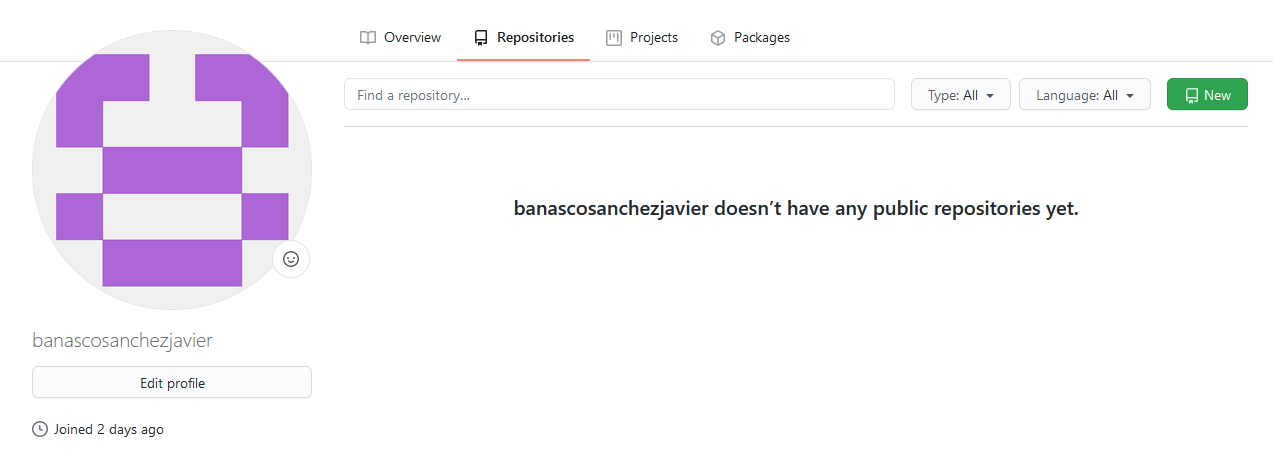 Overview Repositories Projects Packages
Find a repository... Type: All Language: All New
banascosanchezjavier doesn’t have any public repositories yet.
banascosanchezjavier
Edit profile
Joined 2 days ago